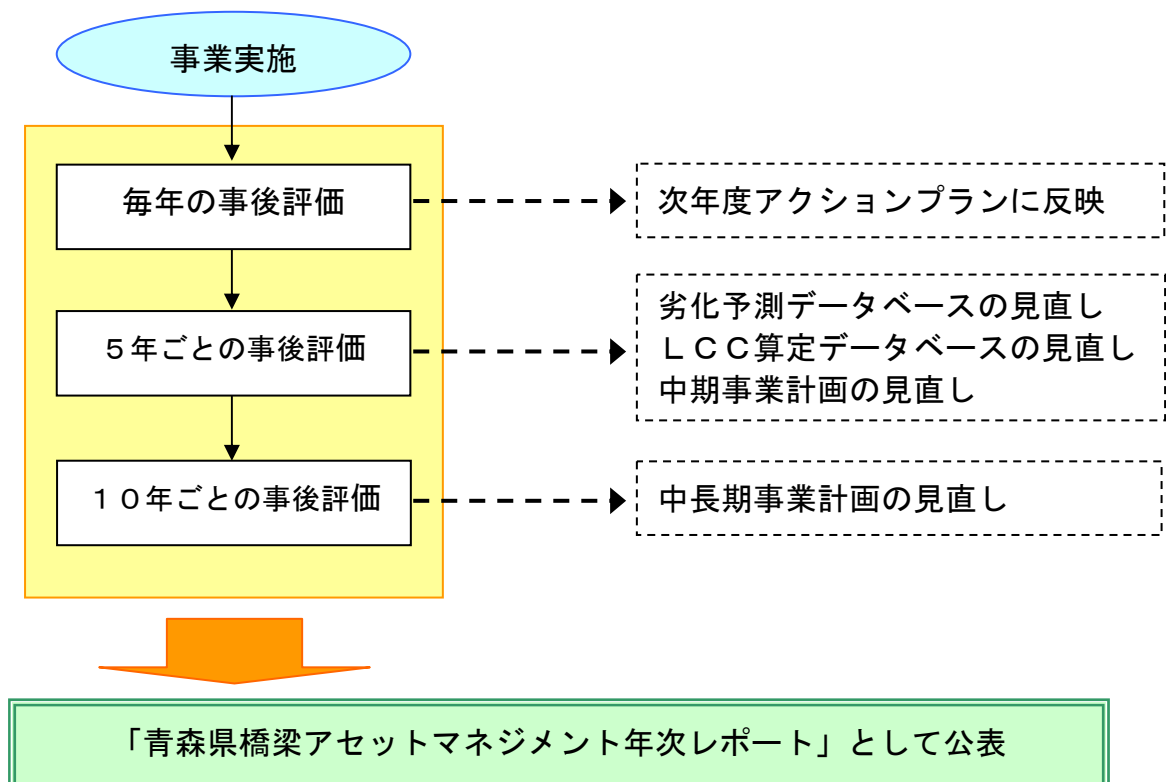 事業実施
毎年の事後評価
次年度アクションプランに反映
５年ごとの事後評価
劣化予測データベースの見直し
ＬＣＣ算定データベースの見直し
中期事業計画の見直し
１０年ごとの事後評価
中長期事業計画の見直し
「青森県橋梁アセットマネジメント年次レポート」として公表